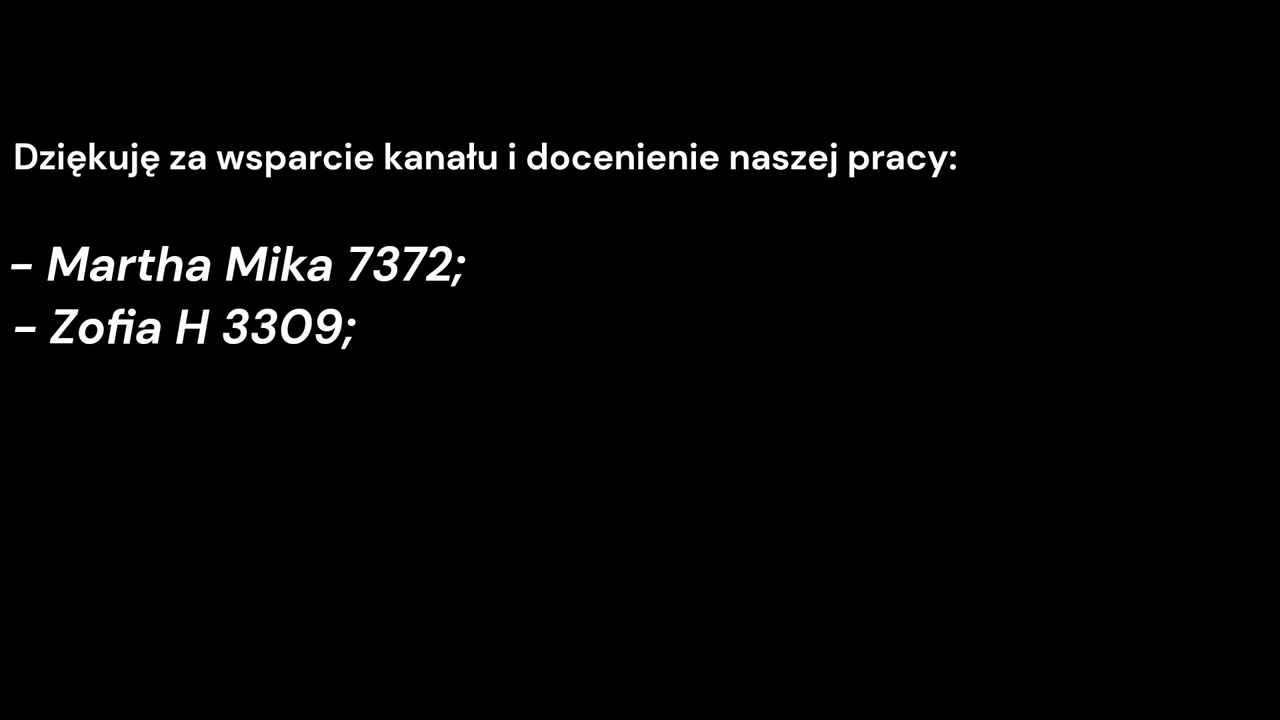 Dziękuję za wsparcie kanału i docenienie naszej pracy:
- Martha Mika 7372;
- Zofia H 3309;